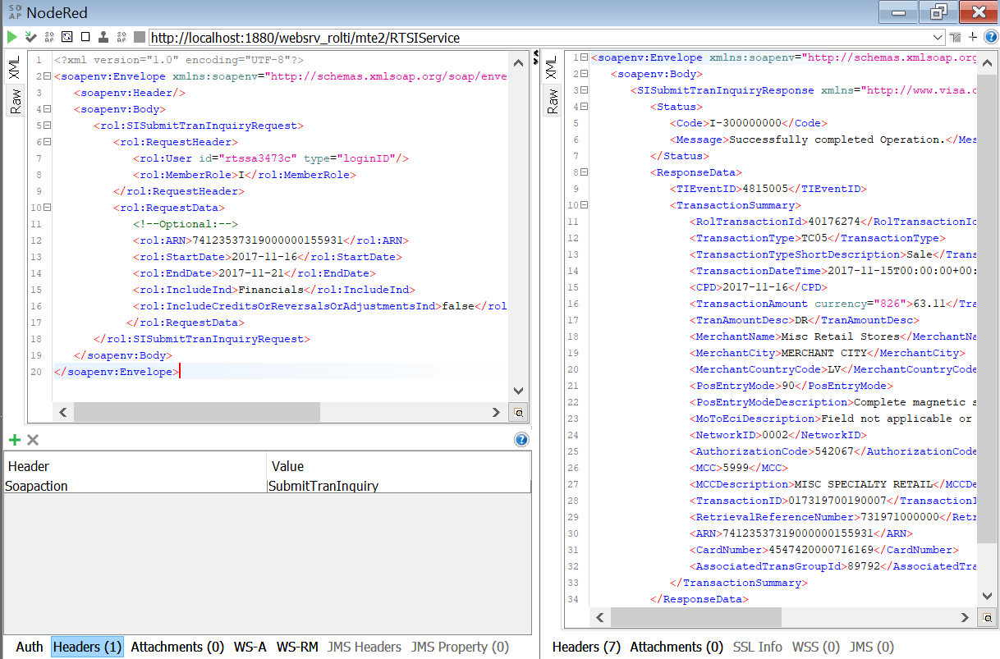 SO AP NodeRed
http://localhost:1880/websrv_rolti/mte2/RTSIService
XML
Raw
1 <?xml version="1.0" encoding="UTF-8"?>
2 <soapenv:Envelope xmlns:soapenv="http://schemas.xmlsoap.org/soap/enve
3 <soapenv:Header/>
4 <soapenv:Body>
5 <rol:SISubmitTranInquiryRequest>
6 <rol:RequestHeader>
7 <rol:User id="rtssa3473c" type="loginID"/>
8 <rol:MemberRole>I</rol:MemberRole>
9 </rol:RequestHeader>
10 <rol:RequestData>
11 <!--Optional:-->
12 <rol:ARN>74123537319000000155931</rol:ARN>
13 <rol:StartDate>2017-11-16</rol:StartDate>
14 <rol:EndDate>2017-11-21</rol:EndDate>
15 <rol:IncludeInd>Financials</rol:IncludeInd>
16 <rol:IncludeCreditsOrReversalsOrAdjustmentsInd>false</rol
17 </rol:RequestData>
18 </rol:SISubmitTranInquiryRequest>
19 </soapenv:Body>
20 </soapenv:Envelope>
Header Value
Soapaction SubmitTranInquiry
Auth Headers (1) Attachments (0) WS-A WS-RM JMS Headers JMS Property (0)
XML
Raw
1 <soapenv:Envelope xmlns:soapenv="http://schemas.xmlsoap.org
2 <soapenv:Body>
3 <SISubmitTranInquiryResponse xmlns="http://www.visa.c
4 <Status>
5 <Code>I-300000000</Code>
6 <Message>Successfully completed Operation.</Mes
7 </Status>
8 <ResponseData>
9 <TIEventID>4815005</TIEventID>
10 <TransactionSummary>
11 <RolTransactionId>40176274</RolTransactionId
12 <TransactionType>TC05</TransactionType>
13 <TransactionTypeShortDescription>Sale</Trans
14 <TransactionDateTime>2017-11-15T00:00:00+00:
15 <CPD>2017-11-16</CPD>
16 <TransactionAmount currency="826">63.11</Tra
17 <TranAmountDesc>DR</TranAmountDesc>
18 <MerchantName>Misc Retail Stores</MerchantNa
19 <MerchantCity>MERCHANT CITY</MerchantCity>
20 <MerchantCountryCode>LV</MerchantCountryCode
21 <PosEntryMode>90</PosEntryMode>
22 <PosEntryModeDescription>Complete magnetic s
23 <MoToEciDescription>Field not applicable or
24 <NetworkID>0002</NetworkID>
25 <AuthorizationCode>542067</AuthorizationCode
26 <MCC>5999</MCC>
27 <MCCDescription>MISC SPECIALTY RETAIL</MCCDe
28 <TransactionID>017319700190007</TransactionI
29 <RetrievalReferenceNumber>731971000000</Retr
30 <ARN>74123537319000000155931</ARN>
31 <CardNumber>4547420000716169</CardNumber>
32 <AssociatedTransGroupId>89792</AssociatedTra
33 </TransactionSummary>
34 </ResponseData>
Headers (7) Attachments (0) SSL Info WSS (0) JMS (0)